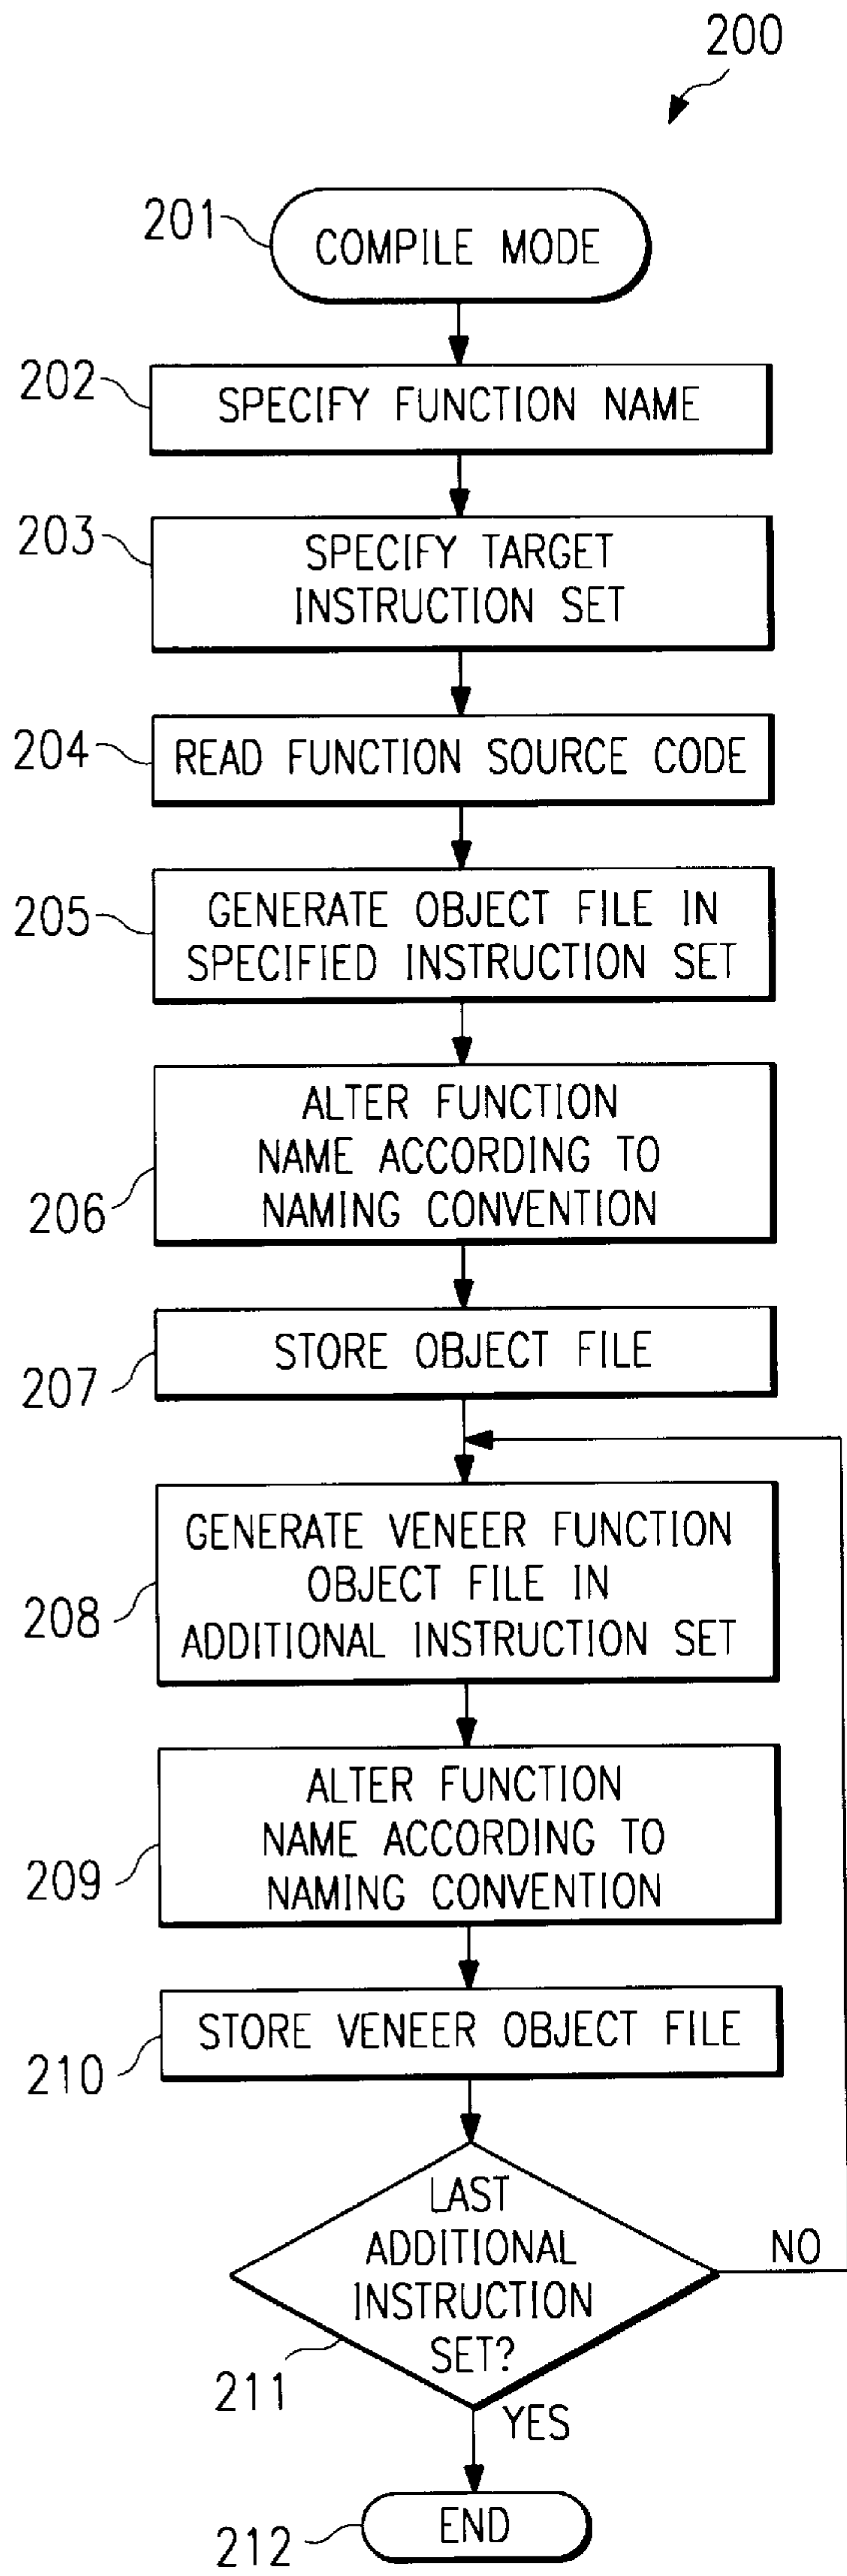 200
201
COMPILE MODE
202
SPECIFY FUNCTION NAME
203
SPECIFY TARGET
INSTRUCTION SET
204
READ FUNCTION SOURCE CODE
205
GENERATE OBJECT FILE IN
SPECIFIED INSTRUCTION SET
206
ALTER FUNCTION
NAME ACCORDING TO
NAMING CONVENTION
207
STORE OBJECT FILE
208
GENERATE VENEER FUNCTION
OBJECT FILE IN
ADDITIONAL INSTRUCTION SET
209
ALTER FUNCTION
NAME ACCORDING TO
NAMING CONVENTION
210
STORE VENEER OBJECT FILE
211
LAST
ADDITIONAL
INSTRUCTION
SET?
NO
YES
212
END